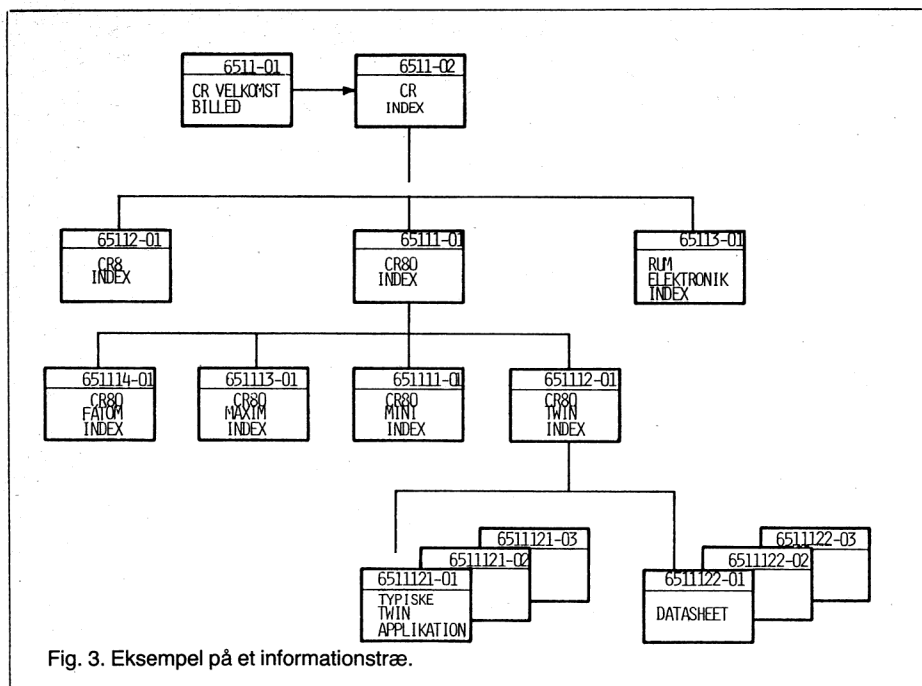 6511-01
CR VELKOMST
BILLED
6511-02
CR
INDEX
65112-01
CR8
INDEX
65111-01
CR80
INDEX
65113-01
RUM
ELEKTRONIK
INDEX
651114-01
CR80
FATOM
INDEX
651113-01
CR80
MAXIM
INDEX
651111-01
CR80
MINI
INDEX
651112-01
CR80
TWIN
INDEX
6511121-03
6511121-02
6511121-01
TYPISKE
TWIN
APPLIKATION
6511122-03
6511122-02
6511122-01
DATASHEET
Fig. 3. Eksempel på et informationstræ.